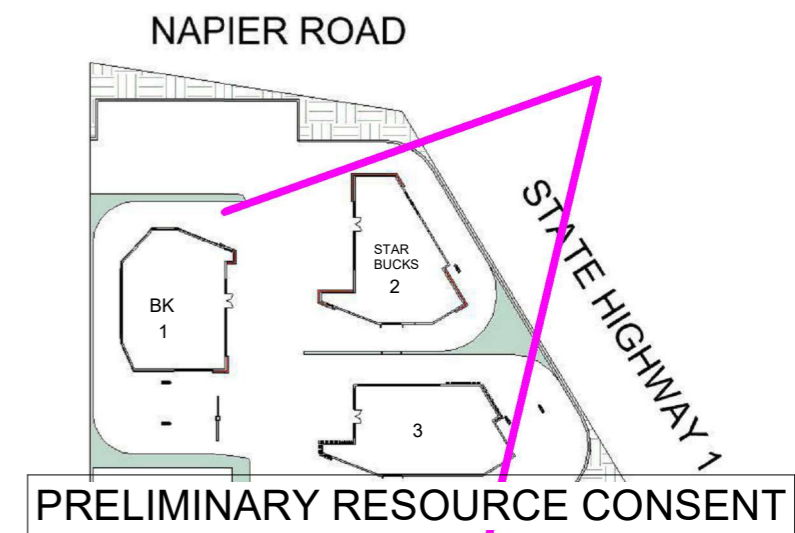 NAPIER ROAD
STATE HIGHWAY 1
STAR
BUCKS
2
BK
1
3
PRELIMINARY RESOURCE CONSENT